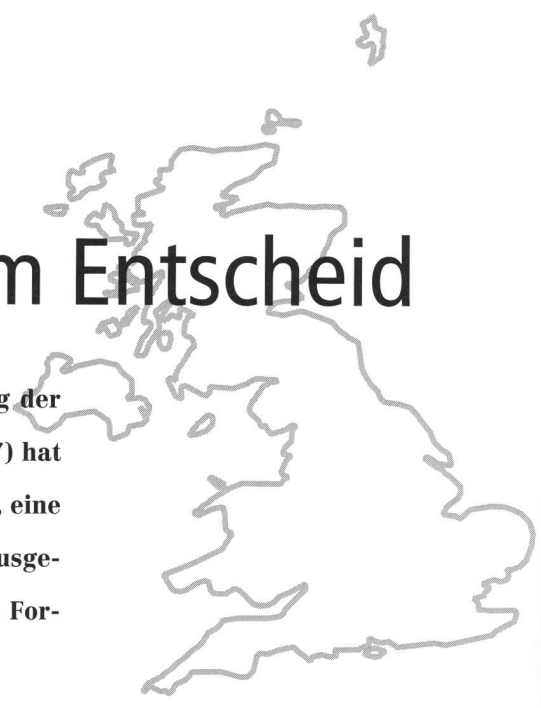 m Entscheid
g der
7) hat
, eine
usge-
For-